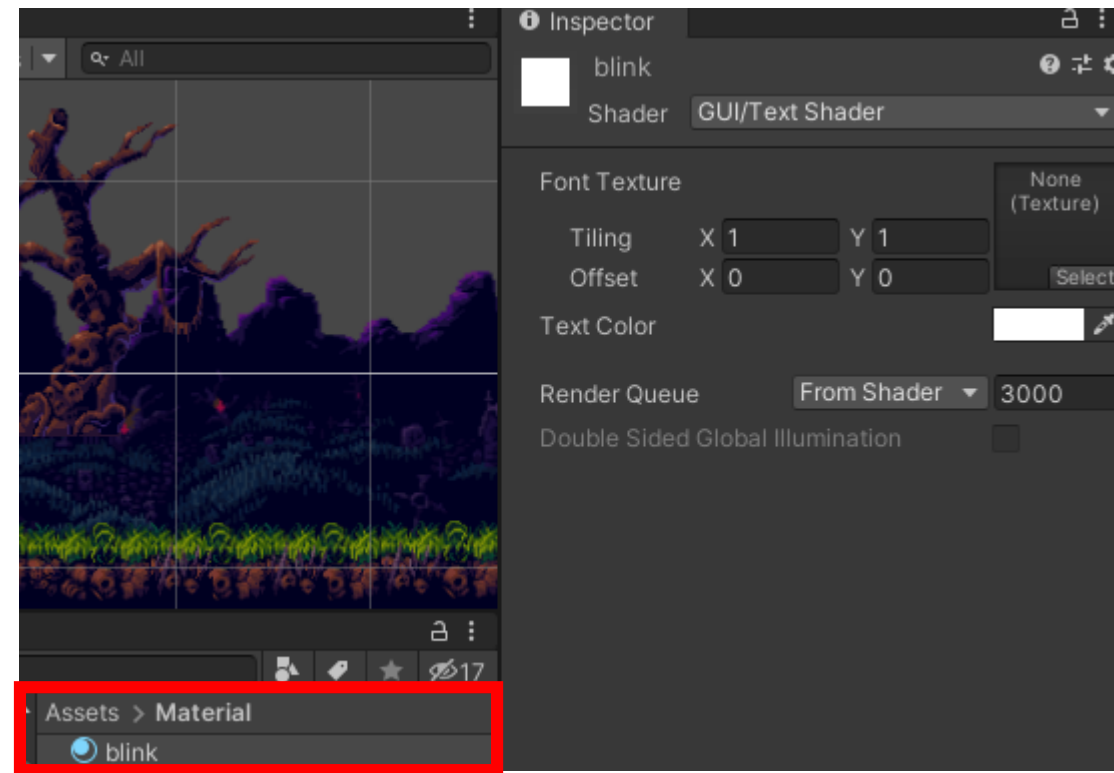 All
Inspector
blink
Shader GUI/Text Shader
Font Texture
None
(Texture)
Tiling X 1 Y 1
Offset X 0 Y 0
Select
Text Color
Render Queue From Shader 3000
Double Sided Global Illumination
17
Assets > Material
blink